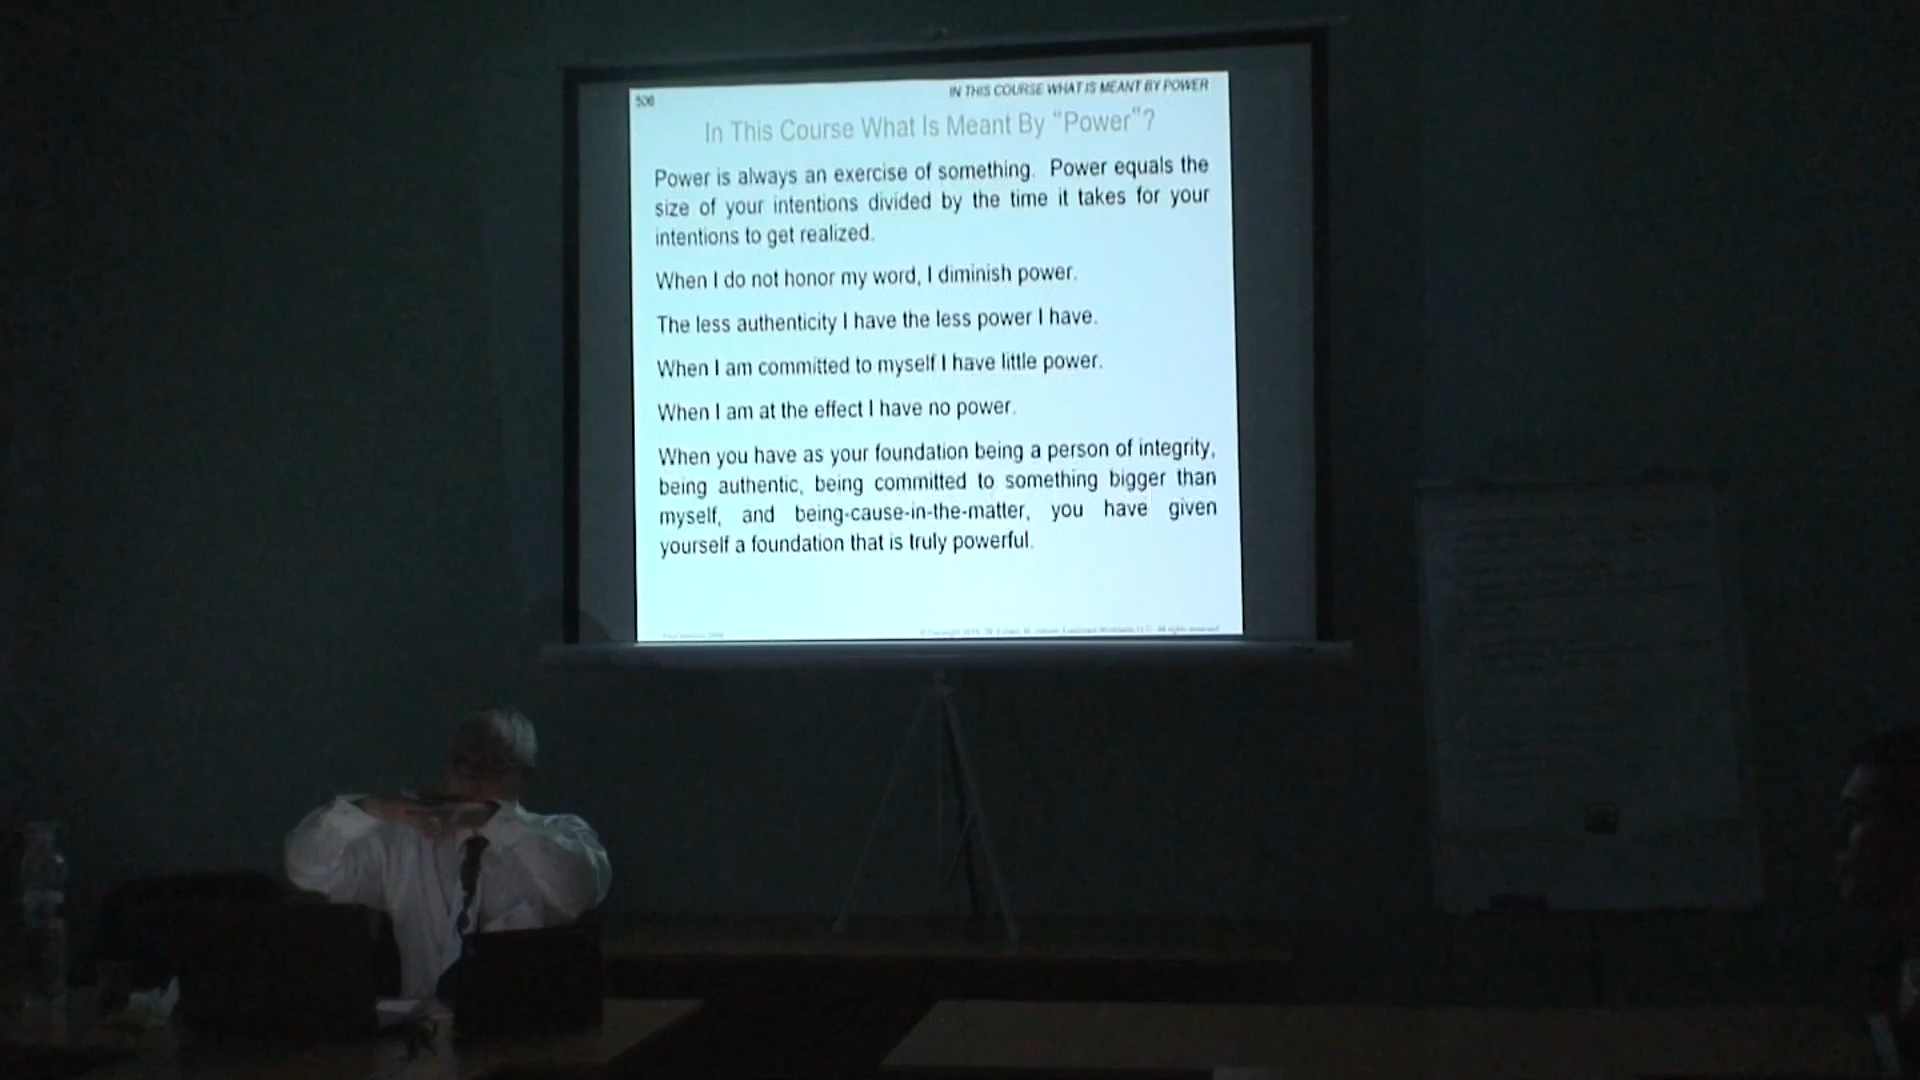 506
IN THIS COURSE WHAT IS MEANT BY POWER
In This Course What Is Meant By “Power”?
Power is always an exercise of something. Power equals the
size of your intentions divided by the time it takes for your
intentions to get realized.
When I do not honor my word, I diminish power.
The less authenticity I have the less power I have.
When I am committed to myself I have little power.
When I am at the effect I have no power.
When you have as your foundation being a person of integrity,
being authentic, being committed to something bigger than
myself, and being-cause-in-the-matter, you have given
yourself a foundation that is truly powerful.